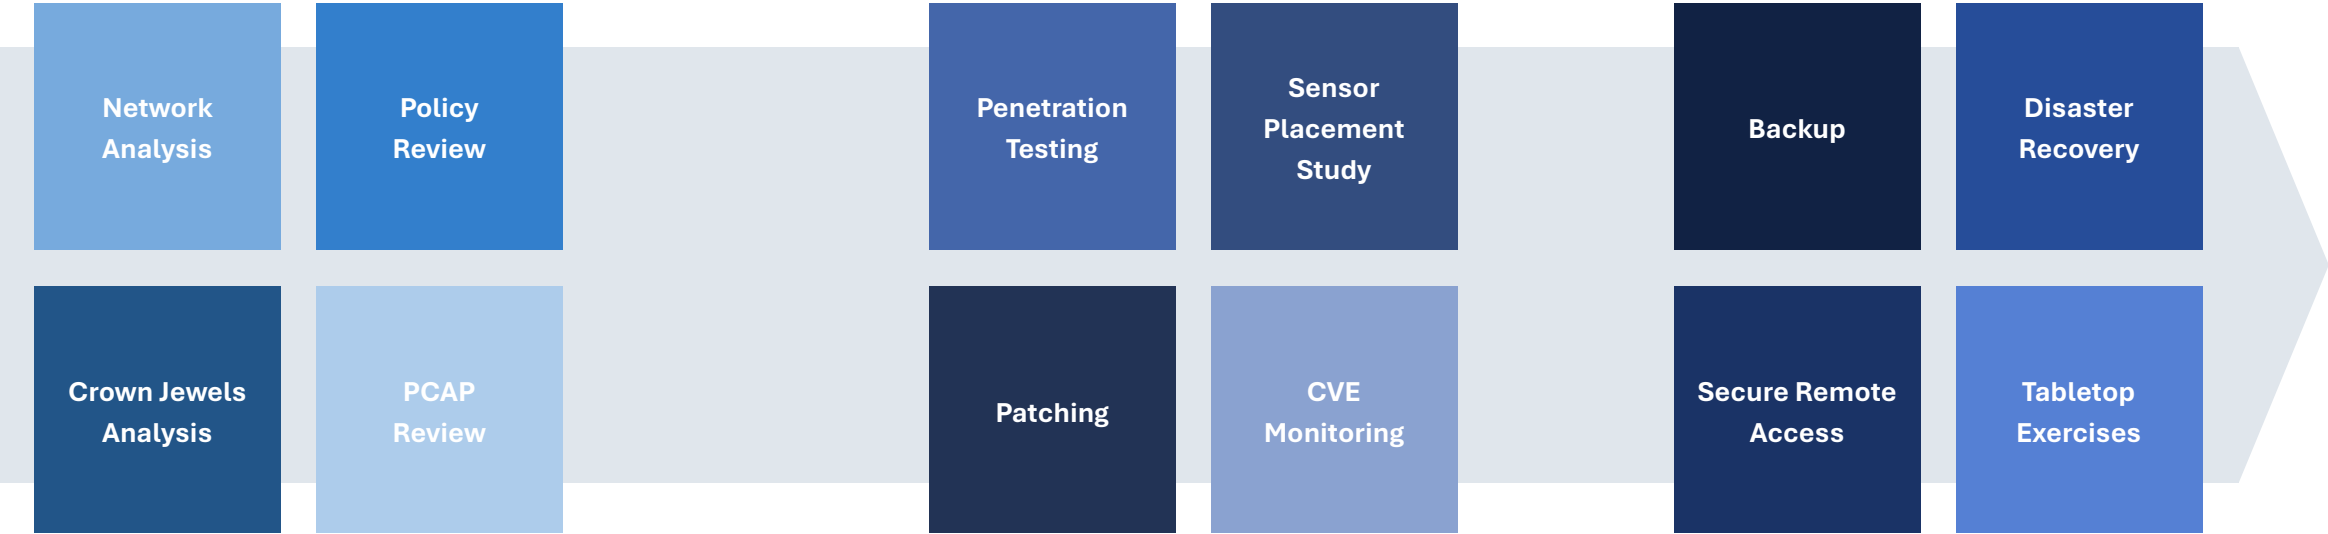 Network
Analysis
Policy
Review
Penetration
Testing
Sensor
Placement
Study
Backup
Disaster
Recovery
Crown Jewels
Analysis
PCAP
Review
Patching
CVE
Monitoring
Secure Remote
Access
Tabletop
Exercises